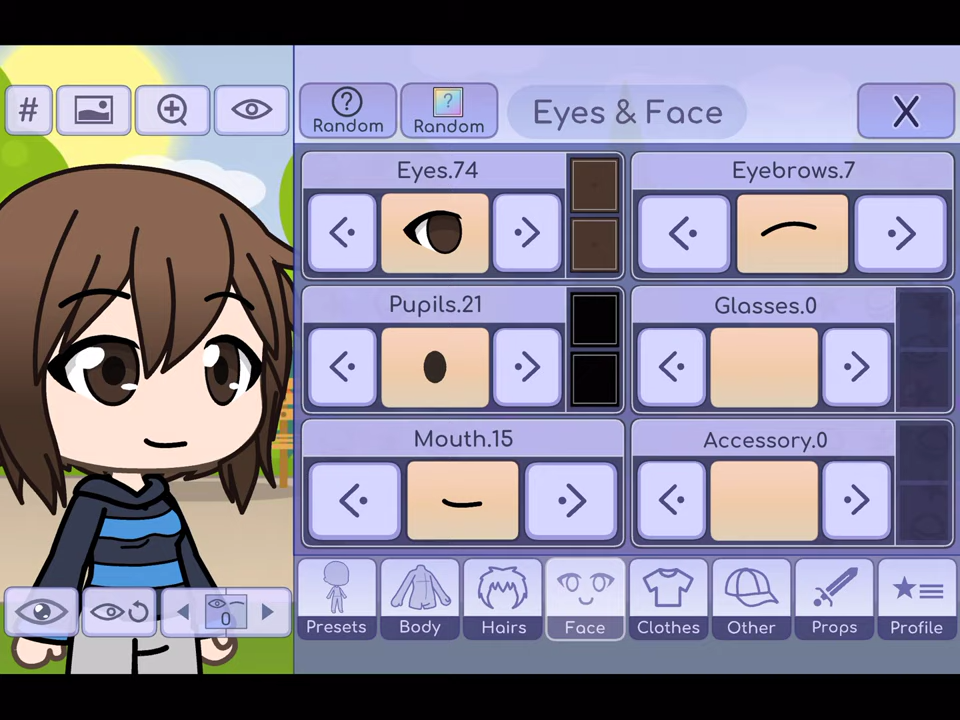 #
? Random
? Random
Eyes & Face
X
Eyes.74
Eyebrows.7
Pupils.21
Glasses.0
Mouth.15
Accessory.0
0
Presets
Body
Hairs
Face
Clothes
Other
Props
Profile